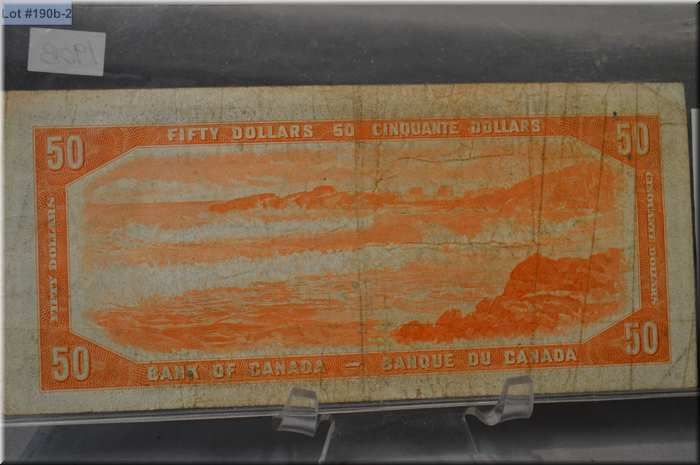 Lot #190b-2
190B
FIFTY DOLLARS 50 CINQUANTE DOLLARS
50
50
FIFTY DOLLARS
CINQUANTE DOLLARS
50
50
BANK OF CANADA — BANQUE DU CANADA